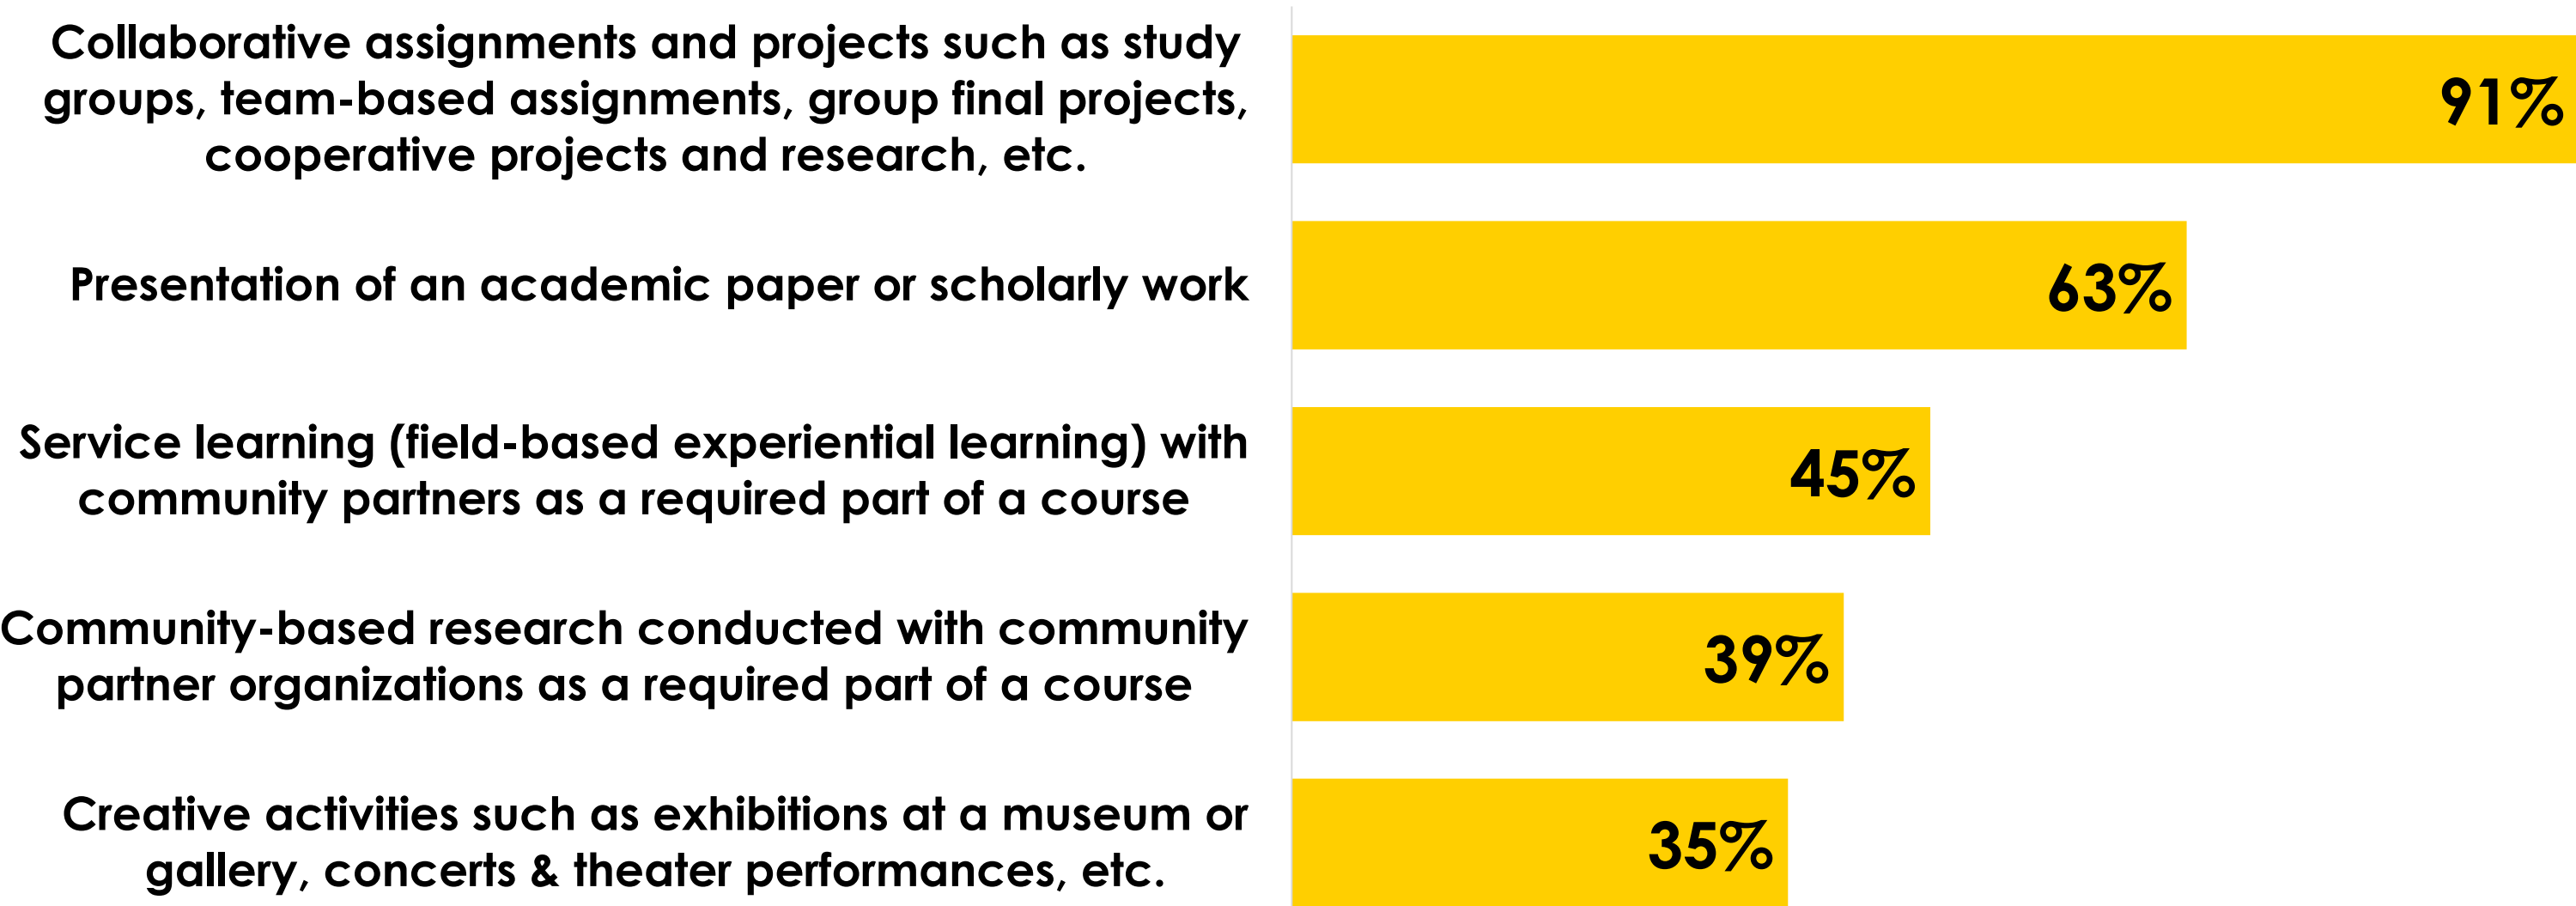 Collaborative assignments and projects such as study
groups, team-based assignments, group final projects,
cooperative projects and research, etc.
91%
Presentation of an academic paper or scholarly work
63%
Service learning (field-based experiential learning) with
community partners as a required part of a course
45%
Community-based research conducted with community
partner organizations as a required part of a course
39%
Creative activities such as exhibitions at a museum or
gallery, concerts & theater performances, etc.
35%